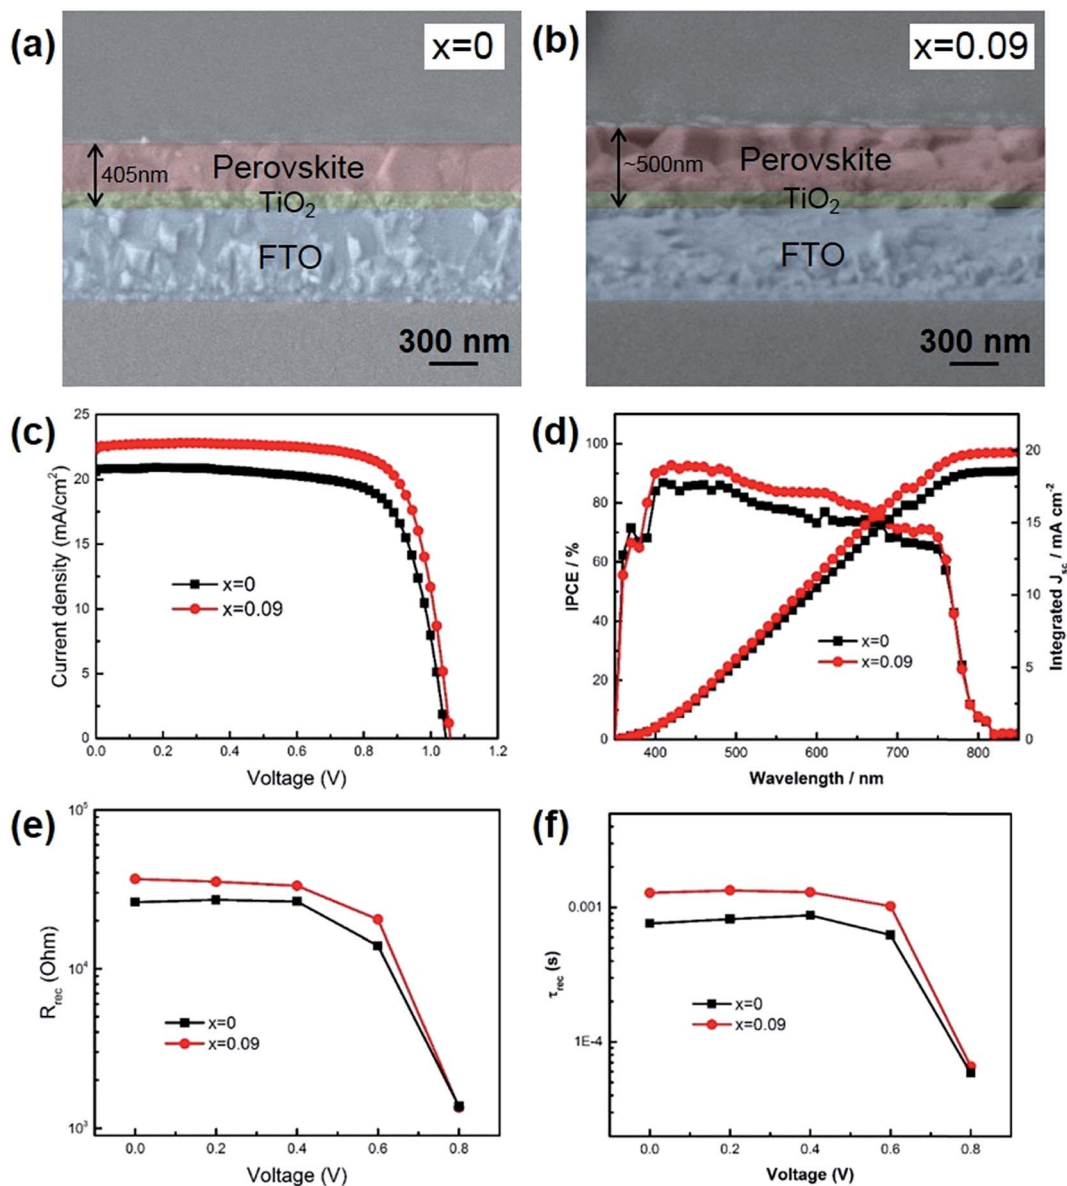 (a)
x=0
405nm
Perovskite
TiO₂
FTO
300 nm
(b)
x=0.09
~500nm
Perovskite
TiO₂
FTO
300 nm
(c)
25
20
15
10
5
0
Current density (mA/cm²)
x=0
x=0.09
0.0 0.2 0.4 0.6 0.8 1.0 1.2
Voltage (V)
(d)
100
80
60
40
20
0
IPCE / %
x=0
x=0.09
20
15
10
5
0
Integrated Jsc / mA cm⁻²
400 500 600 700 800
Wavelength / nm
(e)
10⁵
10⁴
10³
Rrec (Ohm)
x=0
x=0.09
0.0 0.2 0.4 0.6 0.8
Voltage (V)
(f)
0.001
1E-4
τrec (s)
x=0
x=0.09
0.0 0.2 0.4 0.6 0.8
Voltage (V)